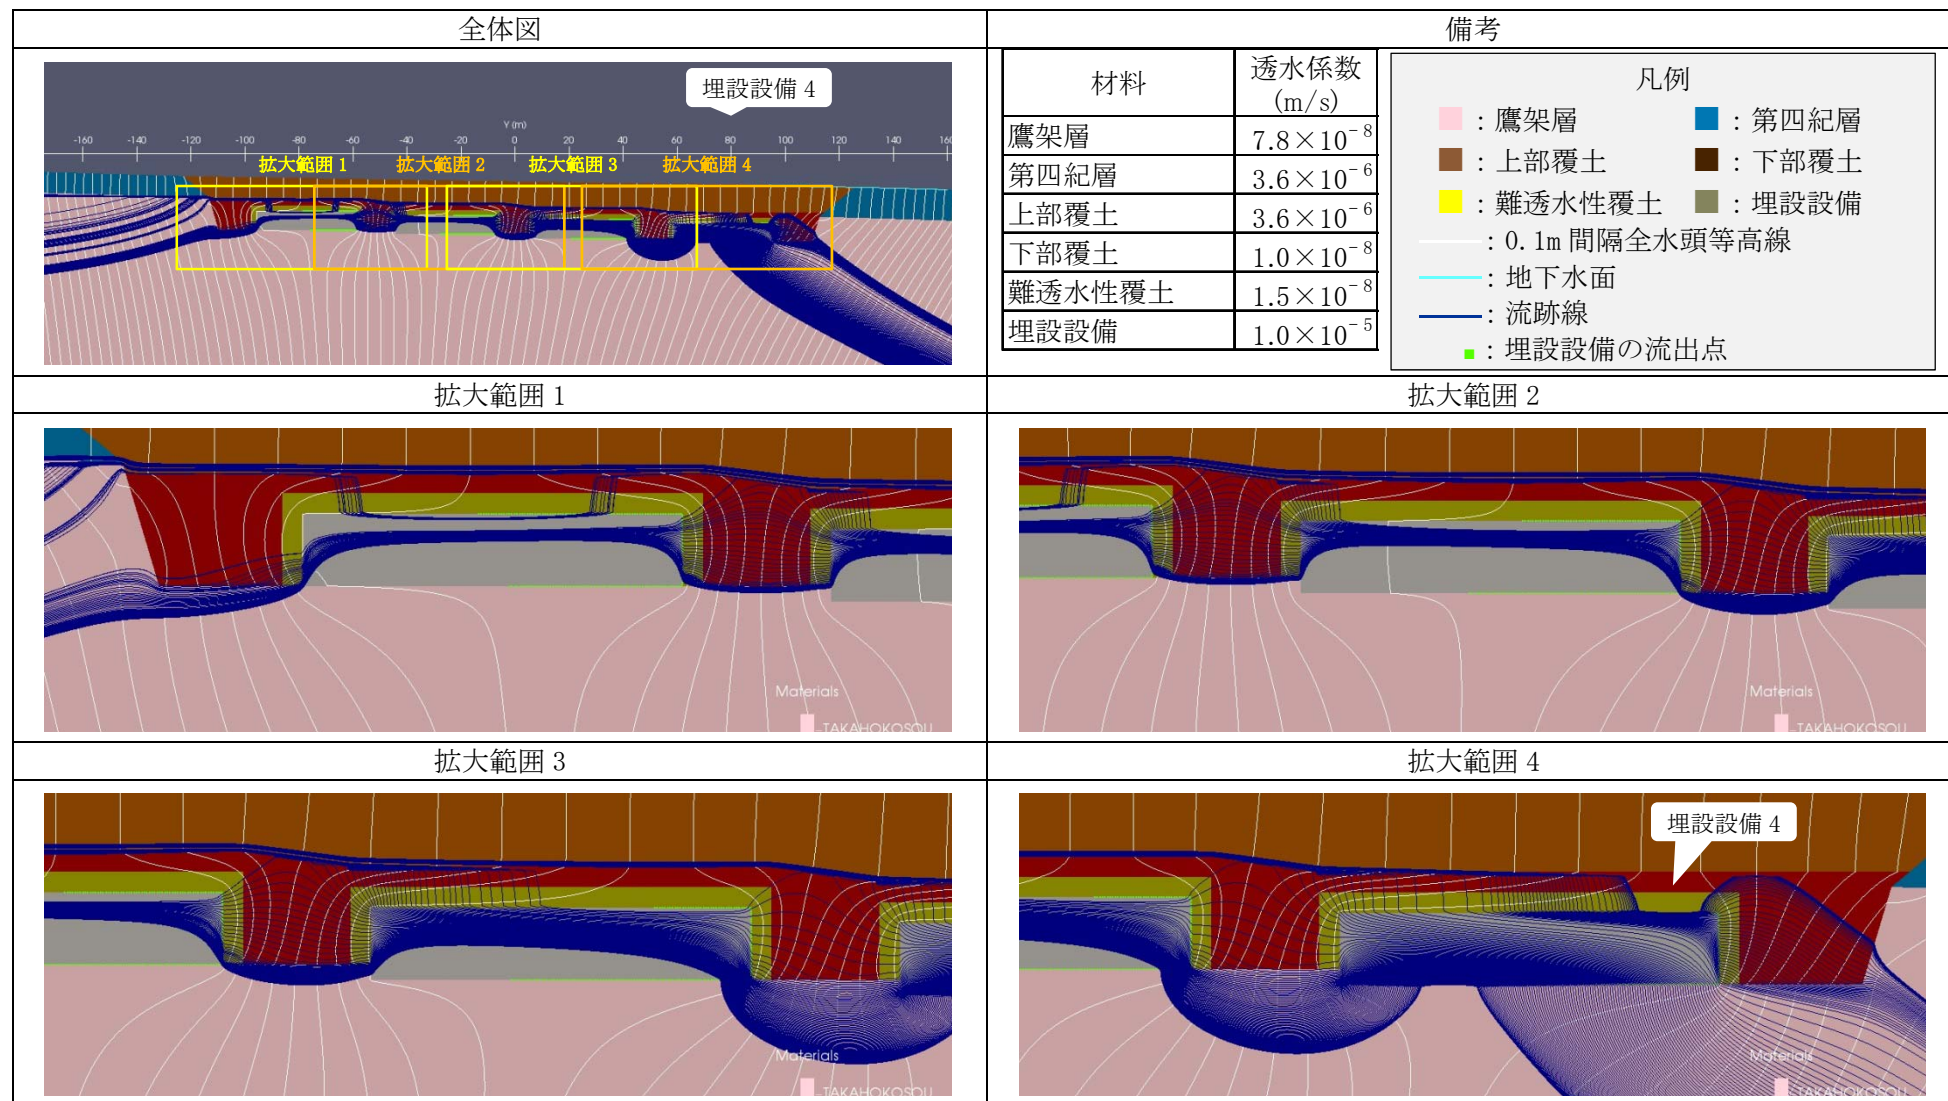 全体図
備考
埋設設備 4
Y (m)
-160 -140 -120 -100 -80 -60 -40 -20 0 20 40 60 80 100 120 140 160
拡大範囲 1 拡大範囲 2 拡大範囲 3 拡大範囲 4
材料 透水係数 (m/s)
鷹架層 7.8×10⁻⁸
第四紀層 3.6×10⁻⁶
上部覆土 3.6×10⁻⁶
下部覆土 1.0×10⁻⁸
難透水性覆土 1.5×10⁻⁸
埋設設備 1.0×10⁻⁵
凡例
:鷹架層 :第四紀層
:上部覆土 :下部覆土
:難透水性覆土 :埋設設備
:0.1m 間隔全水頭等高線
:地下水面
:流跡線
:埋設設備の流出点
拡大範囲 1
拡大範囲 2
Materials
TAKAHOKOSOU
Materials
TAKAHOKOSOU
拡大範囲 3
拡大範囲 4
埋設設備 4
Materials
TAKAHOKOSOU
Materials
TAKAHOKOSOU